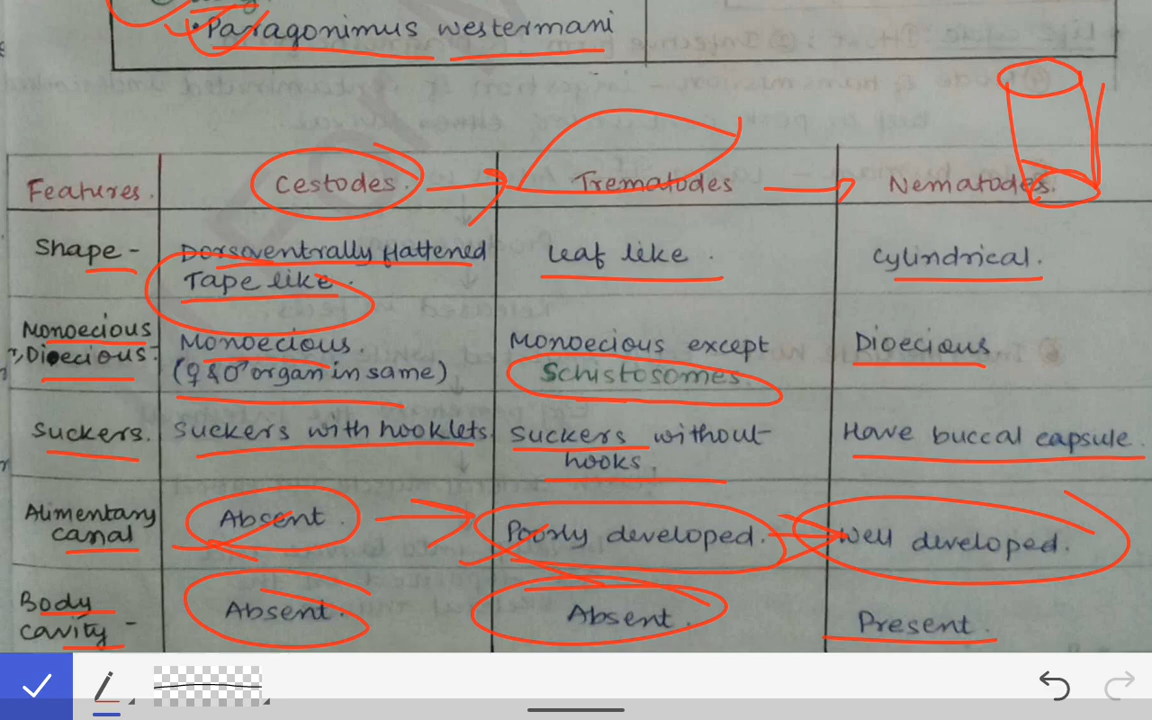 • Paragonimus westermani
Features. Cestodes. Trematodes Nematodes.
Shape - Dorsoventrally flattened Leaf like. Cylindrical.
Tape like.
Monoecious Monoecious. Monoecious except Dioecious
Dioecious - (♀ & ♂ organ in same) Schistosomes.
Suckers. Suckers with hooklets. Suckers without Have buccal capsule.
hooks.
Alimentary Absent. Poorly developed. Well developed.
canal
Body Absent. Absent. Present.
cavity -